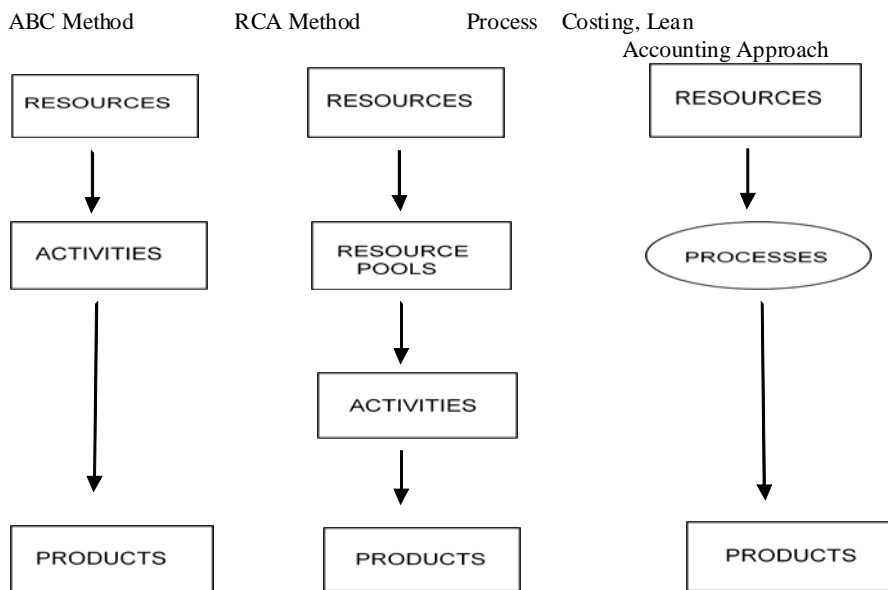 ABC Method RCA Method Process Costing, Lean
Accounting Approach
RESOURCES RESOURCES RESOURCES
ACTIVITIES RESOURCE
POOLS PROCESSES
ACTIVITIES
PRODUCTS PRODUCTS PRODUCTS